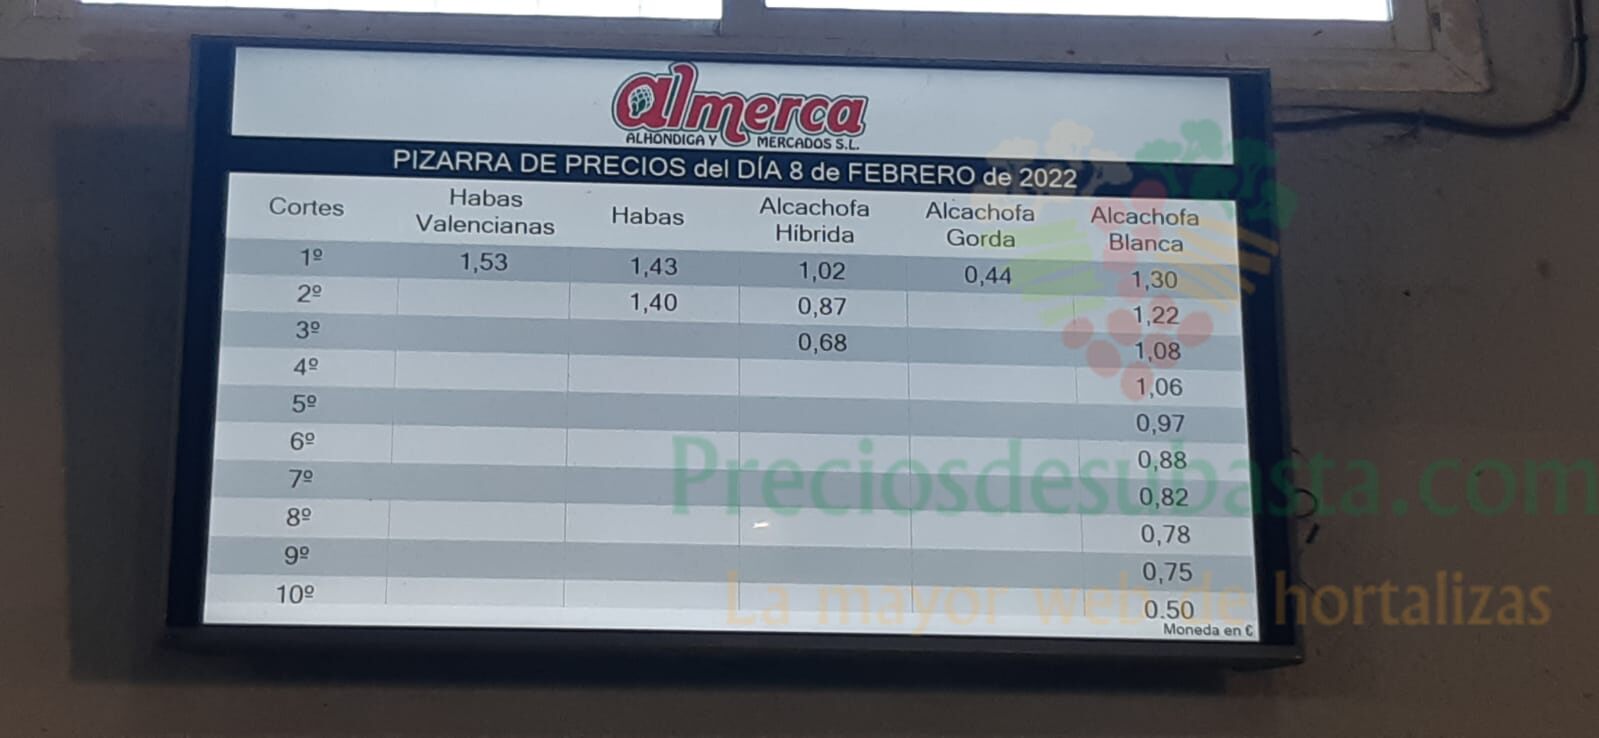 almerca
ALHONDIGA Y MERCADOS S.L.
PIZARRA DE PRECIOS del DÍA 8 de FEBRERO de 2022
Cortes Habas Valencianas Habas Alcachofa Híbrida Alcachofa Gorda Alcachofa Blanca
1º 1,53 1,43 1,02 0,44 1,30
2º 1,40 0,87 1,22
3º 0,68 1,08
4º 1,06
5º 0,97
6º 0,88
7º 0,82
8º 0,78
9º 0,75
10º 0.50
Moneda en €
Preciosdesubasta.com
La mayor web de hortalizas